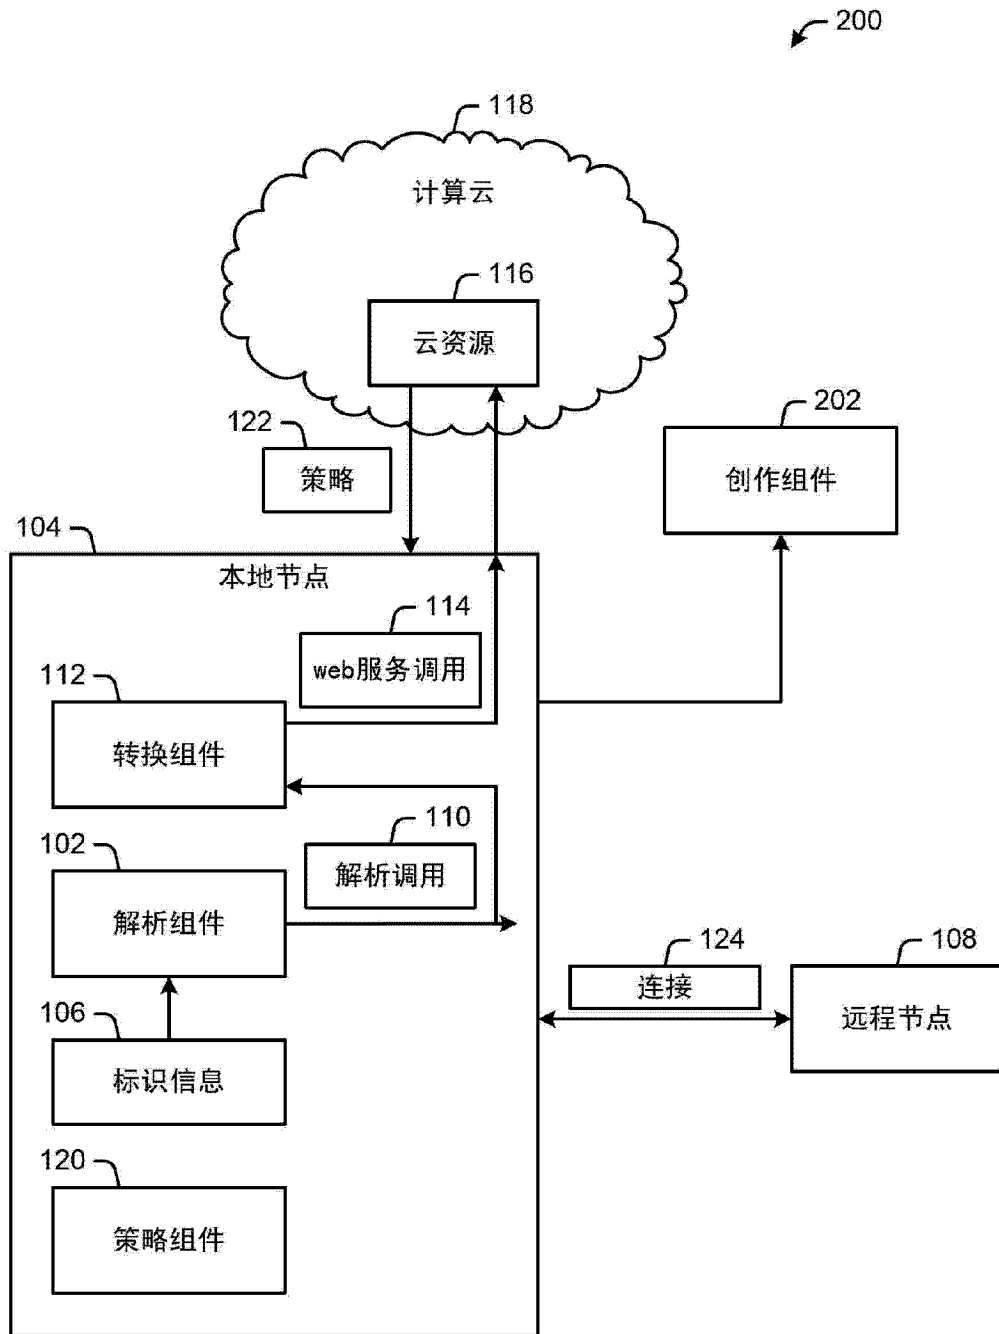 200
118
计算云
116
云资源
122
策略
202
创作组件
104
本地节点
114
web服务调用
112
转换组件
110
解析调用
102
解析组件
124
连接
108
远程节点
106
标识信息
120
策略组件